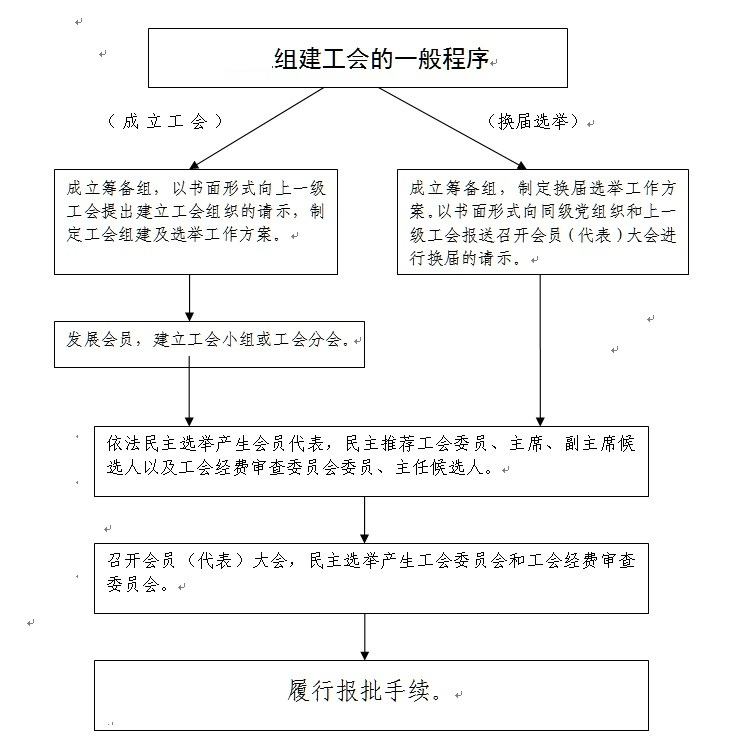 组建工会的一般程序
（成立工会）
（换届选举）
成立筹备组，以书面形式向上一级
工会提出建立工会组织的请示，制
定工会组建及选举工作方案。
成立筹备组，制定换届选举工作方
案。以书面形式向同级党组织和上一
级工会报送召开会员（代表）大会进
行换届的请示。
发展会员，建立工会小组或工会分会。
依法民主选举产生会员代表，民主推荐工会委员、主席、副主席候
选人以及工会经费审查委员会委员、主任候选人。
召开会员（代表）大会，民主选举产生工会委员会和工会经费审查
委员会。
履行报批手续。